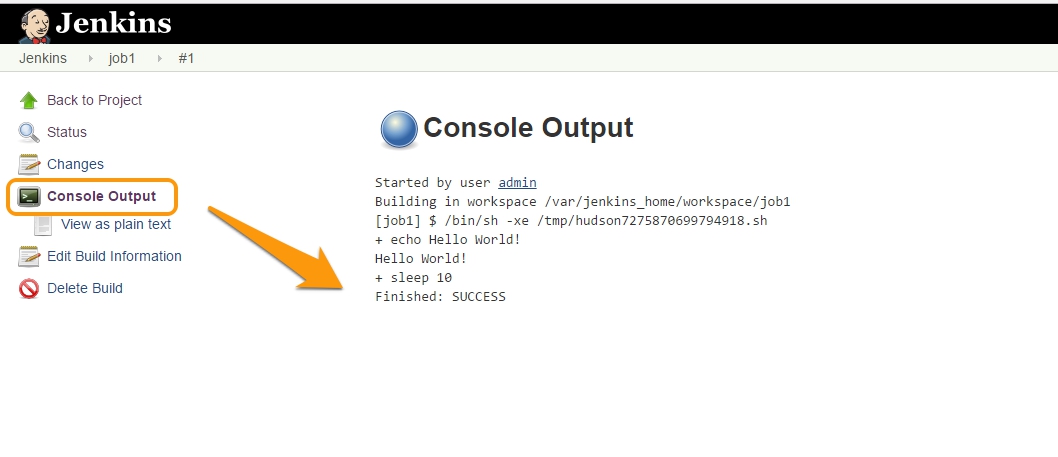 Jenkins
Jenkins job1 #1
Back to Project
Status
Changes
Console Output
View as plain text
Edit Build Information
Delete Build
Console Output
Started by user admin
Building in workspace /var/jenkins_home/workspace/job1
[job1] $ /bin/sh -xe /tmp/hudson7275870699794918.sh
+ echo Hello World!
Hello World!
+ sleep 10
Finished: SUCCESS